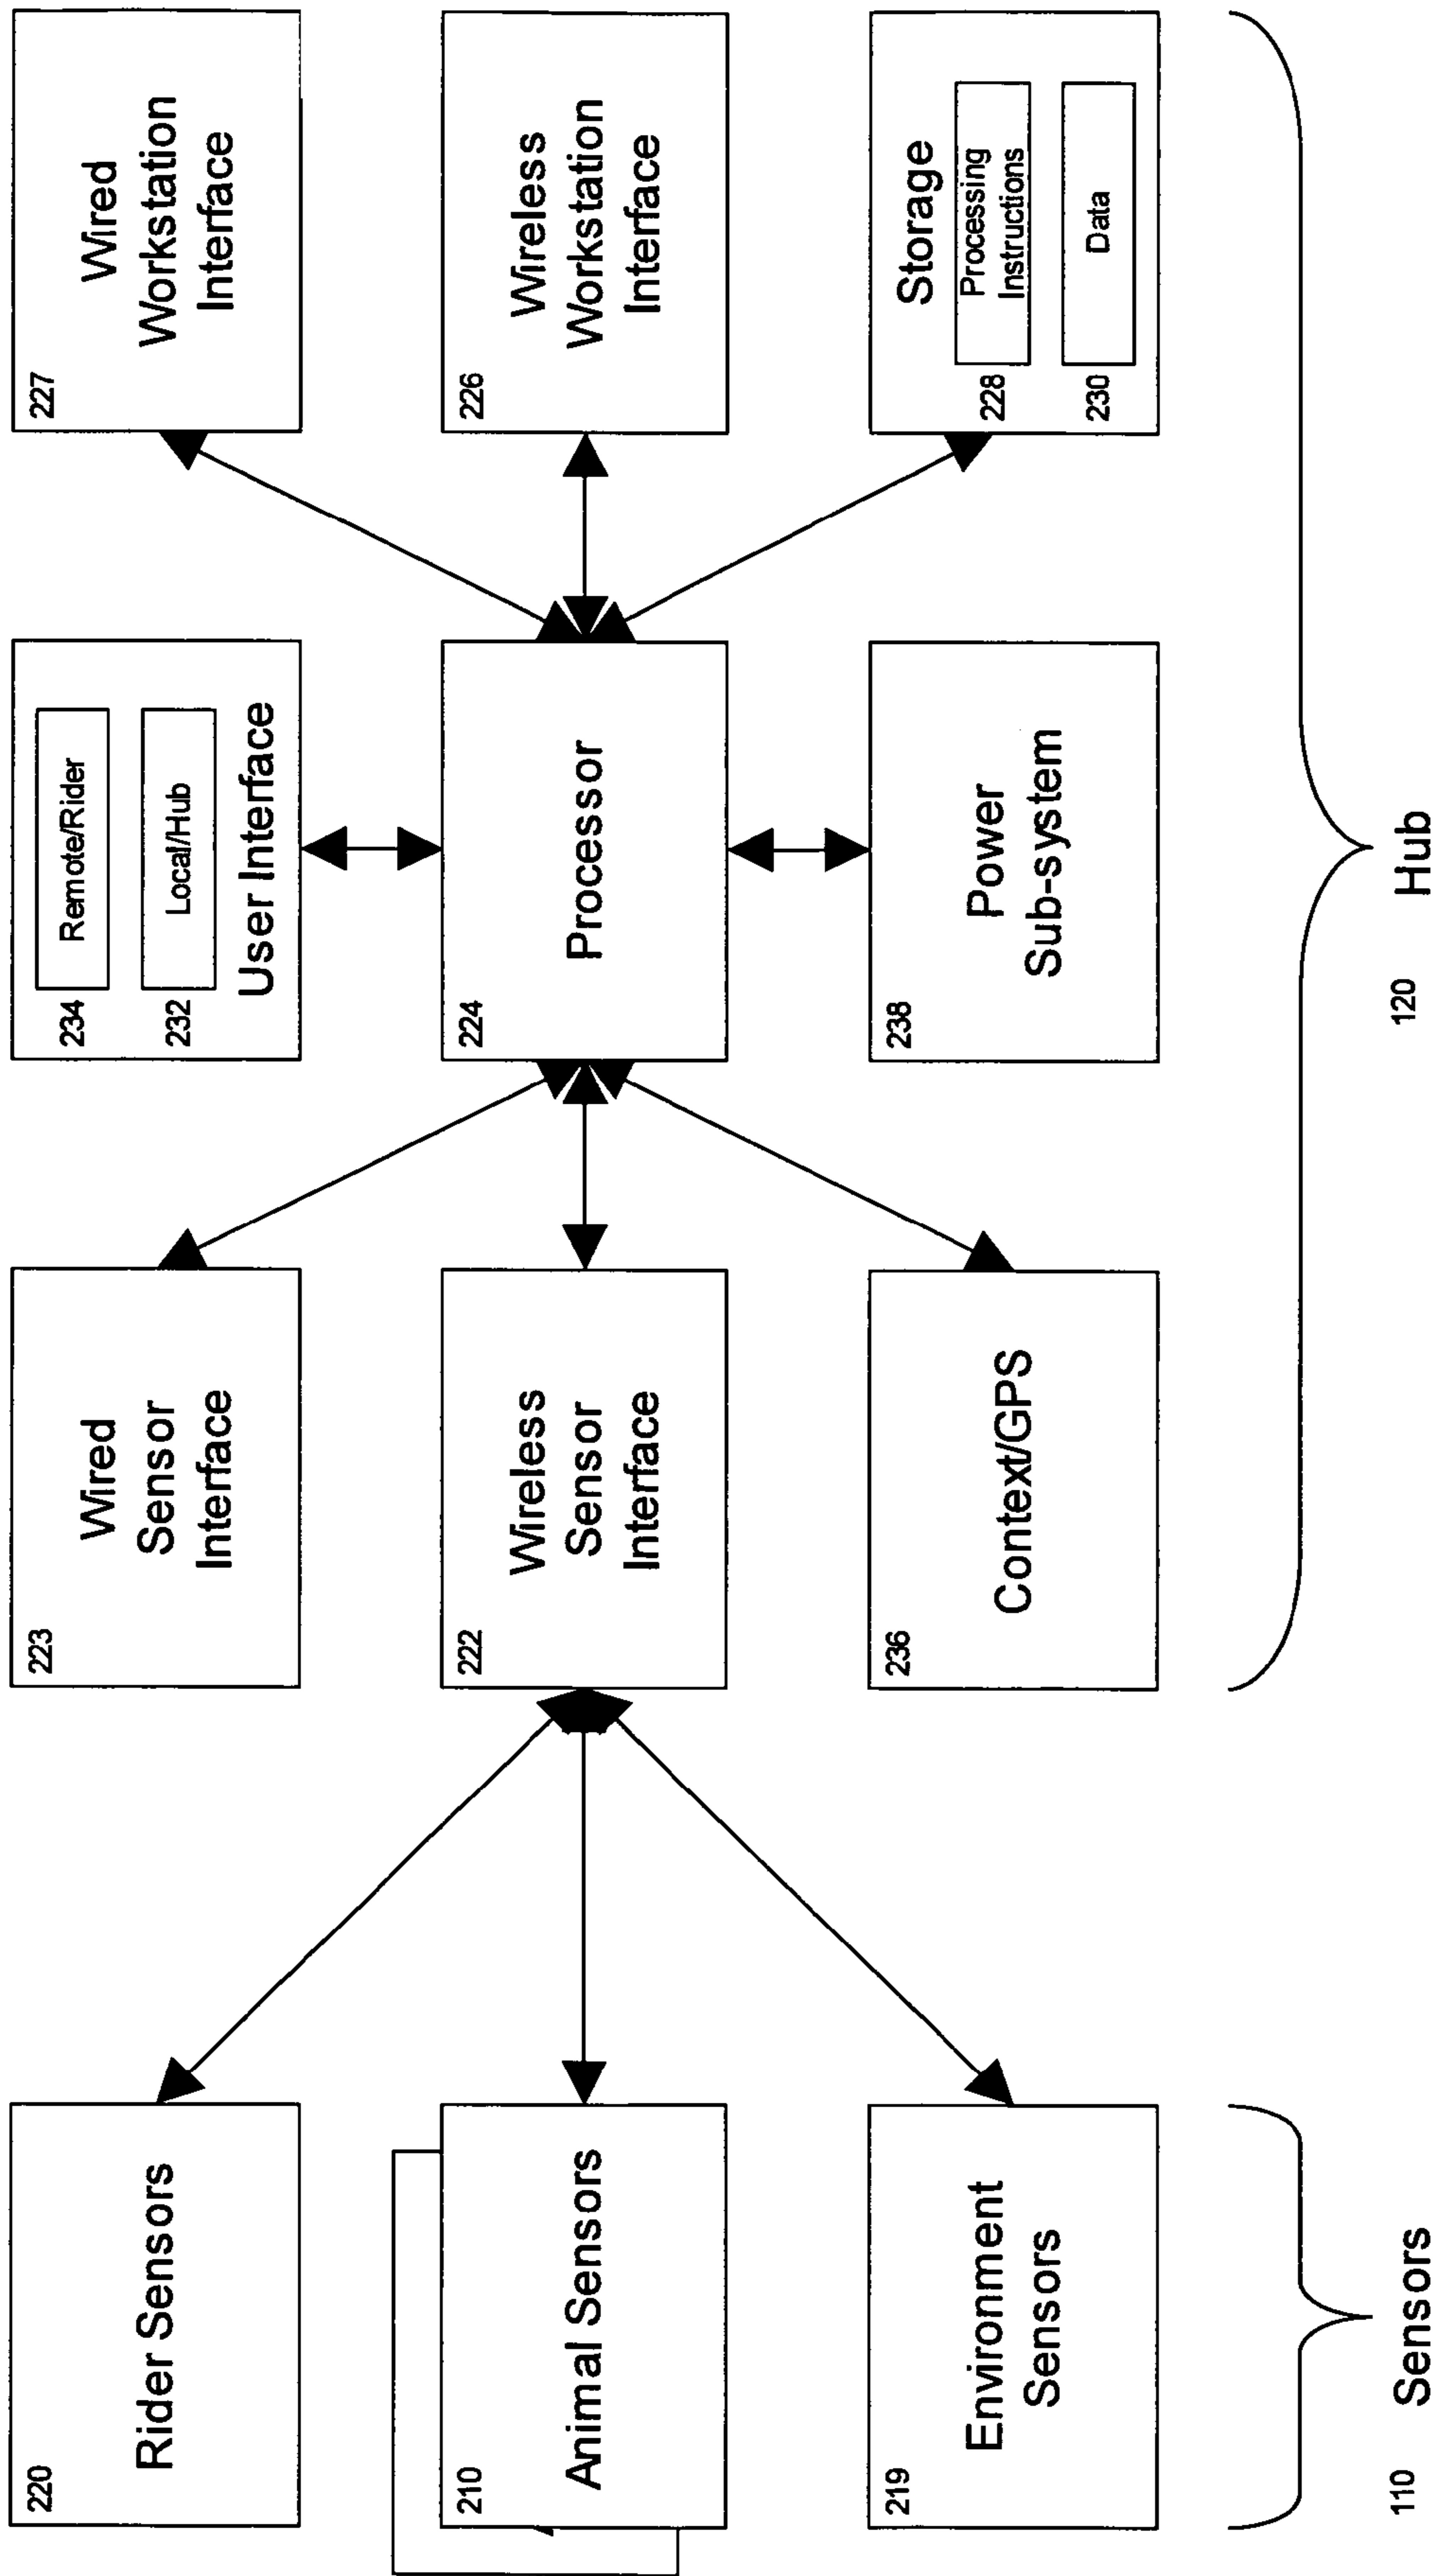 220
Rider Sensors
210
Animal Sensors
219
Environment
Sensors
110
Sensors
223
Wired
Sensor
Interface
222
Wireless
Sensor
Interface
236
Context/GPS
234
Remote/Rider
232
Local/Hub
User Interface
224
Processor
238
Power
Sub-system
227
Wired
Workstation
Interface
226
Wireless
Workstation
Interface
Storage
228
Processing
Instructions
230
Data
120
Hub